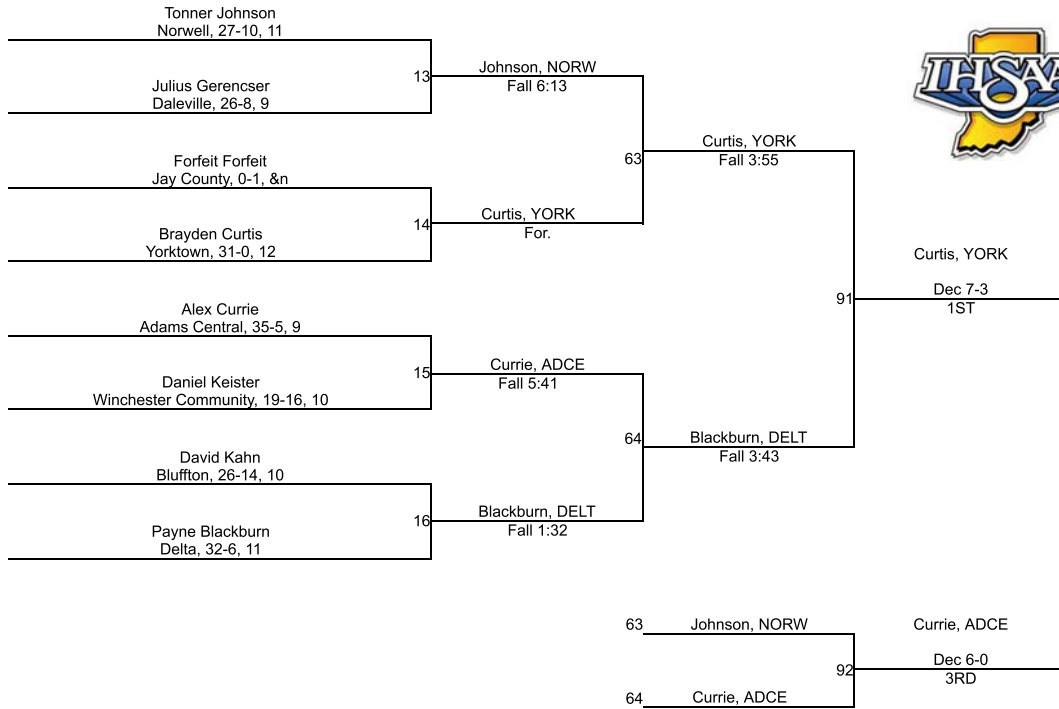 Tonner Johnson
Norwell, 27-10, 11
Julius Gerencser
Daleville, 26-8, 9
13
Johnson, NORW
Fall 6:13
Forfeit Forfeit
Jay County, 0-1, &n
Brayden Curtis
Yorktown, 31-0, 12
14
Curtis, YORK
For.
63
Curtis, YORK
Fall 3:55
Alex Currie
Adams Central, 35-5, 9
Daniel Keister
Winchester Community, 19-16, 10
15
Currie, ADCE
Fall 5:41
David Kahn
Bluffton, 26-14, 10
Payne Blackburn
Delta, 32-6, 11
16
Blackburn, DELT
Fall 1:32
64
Blackburn, DELT
Fall 3:43
91
Curtis, YORK
Dec 7-3
1ST
63
Johnson, NORW
64
Currie, ADCE
92
Currie, ADCE
Dec 6-0
3RD
IHSAA